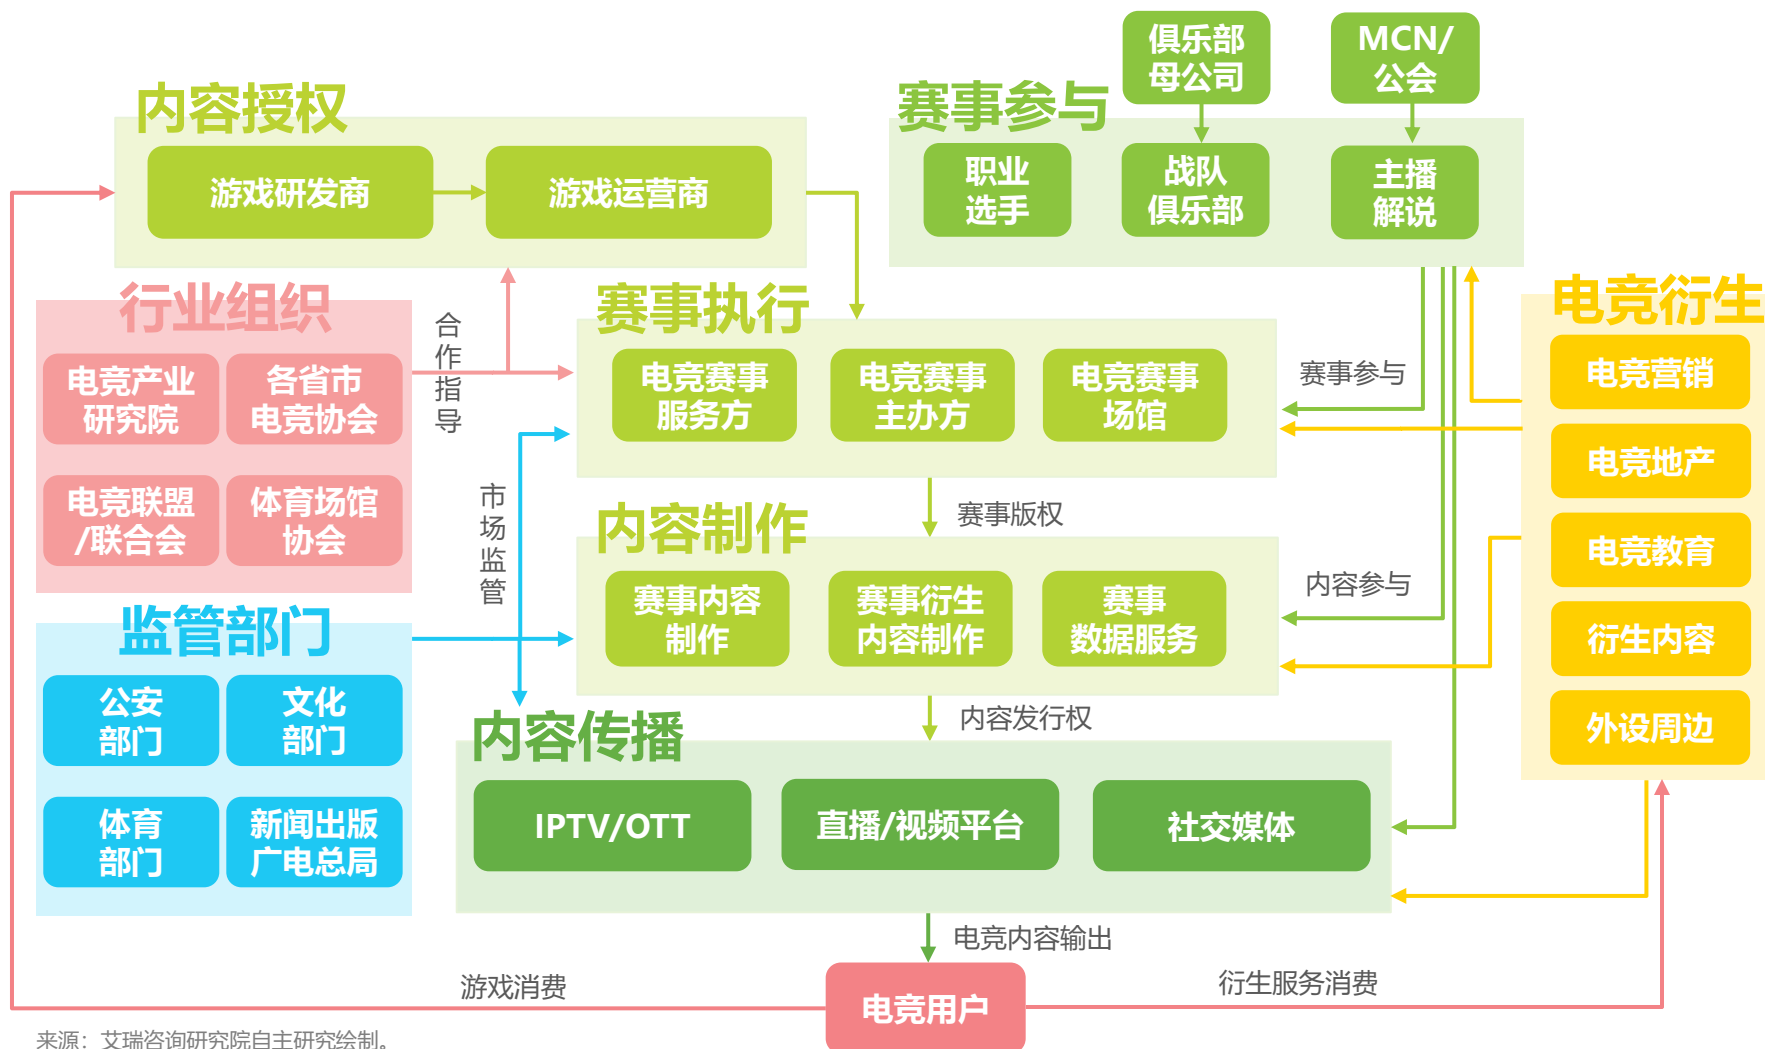 俱乐部
母公司
MCN/
公会
内容授权
赛事参与
游戏研发商
游戏运营商
职业
选手
战队
俱乐部
主播
解说
行业组织
电竞产业
研究院
各省市
电竞协会
电竞联盟
/联合会
体育场馆
协会
合作指导
赛事执行
电竞赛事
服务方
电竞赛事
主办方
电竞赛事
场馆
赛事参与
电竞衍生
电竞营销
电竞地产
电竞教育
衍生内容
外设周边
市场监管
赛事版权
内容制作
赛事内容
制作
赛事衍生
内容制作
赛事
数据服务
内容参与
监管部门
公安
部门
文化
部门
体育
部门
新闻出版
广电总局
内容发行权
内容传播
IPTV/OTT
直播/视频平台
社交媒体
电竞内容输出
游戏消费
电竞用户
衍生服务消费
来源：艾瑞咨询研究院自主研究绘制。